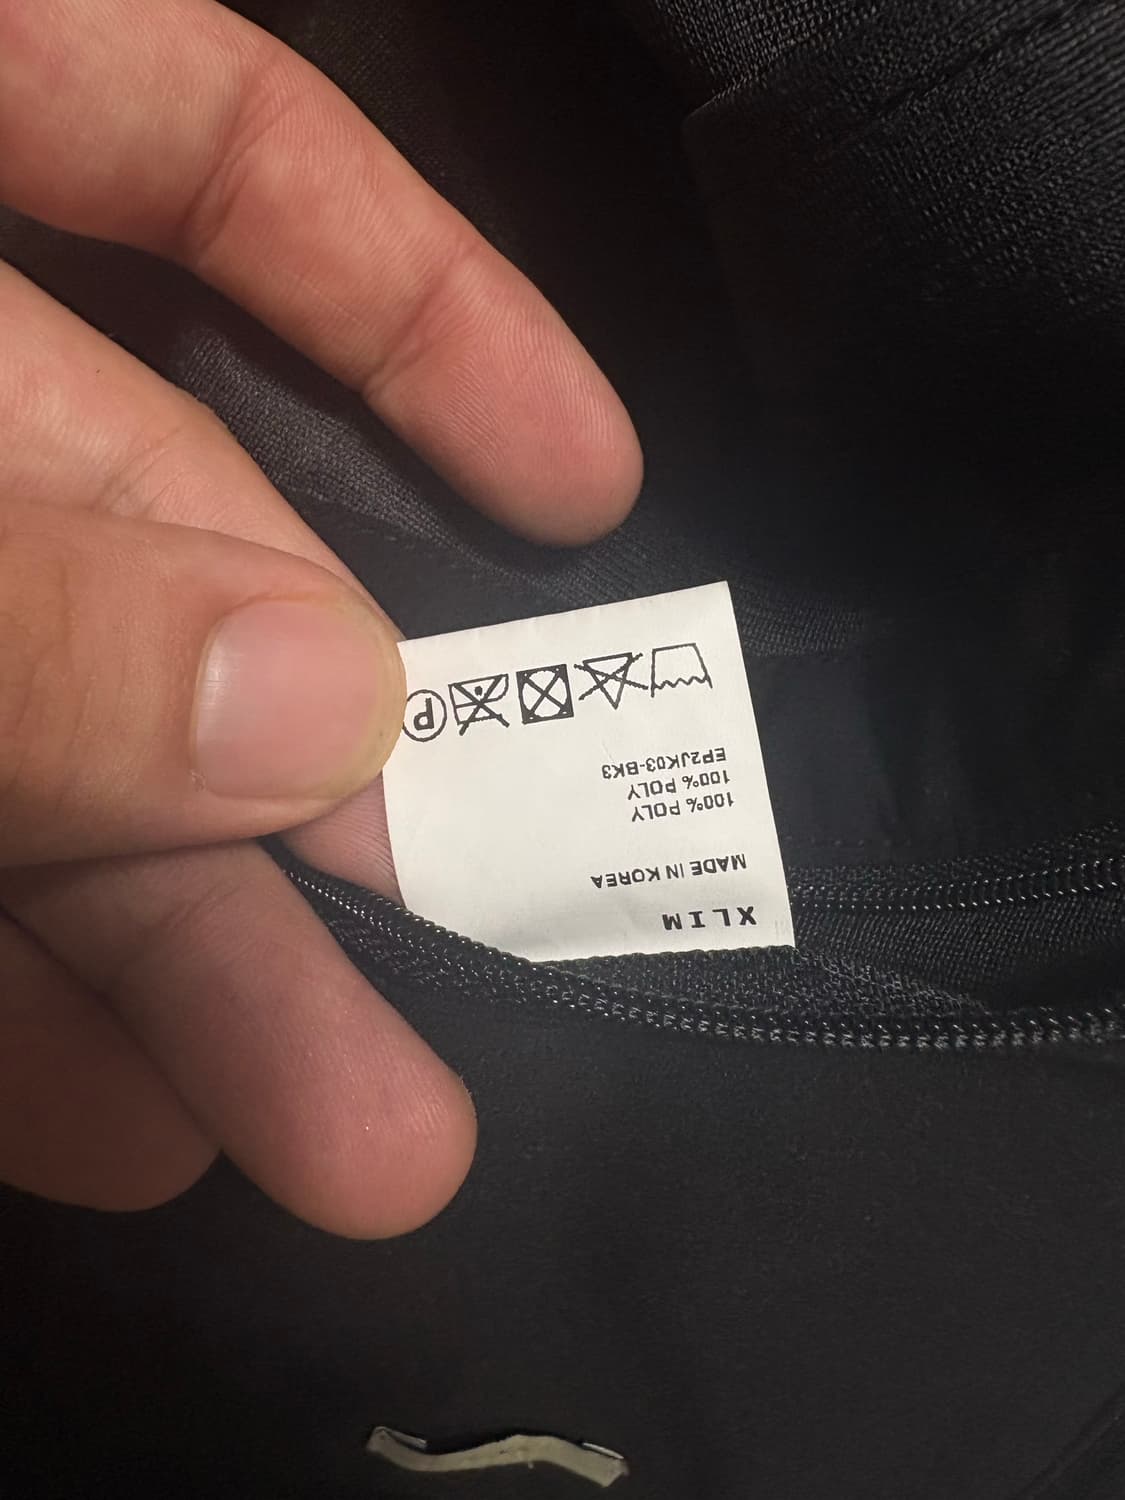 XLIM
MADE IN KOREA
100% POLY
100% POLY
EP2JK03-BK3
P